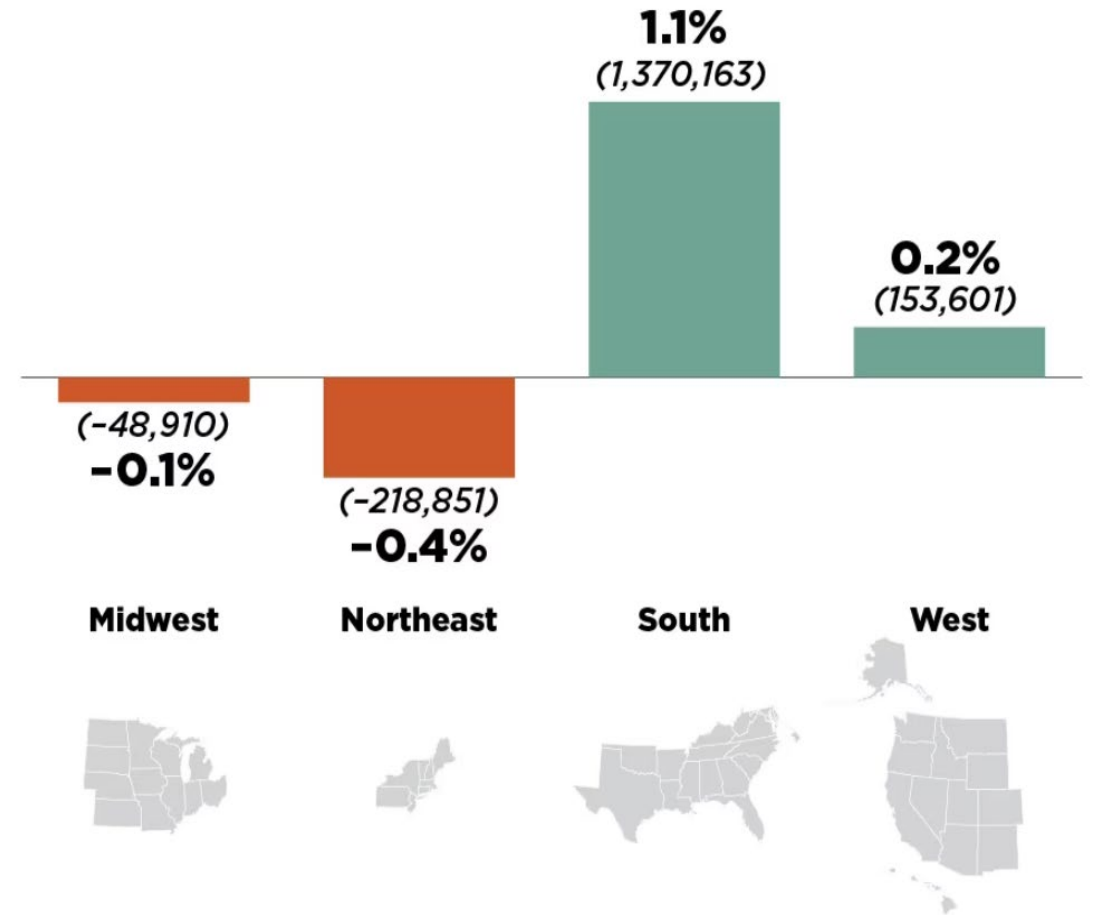 1.1%
(1,370,163)
0.2%
(153,601)
(–48,910)
–0.1%
(–218,851)
–0.4%
Midwest
Northeast
South
West